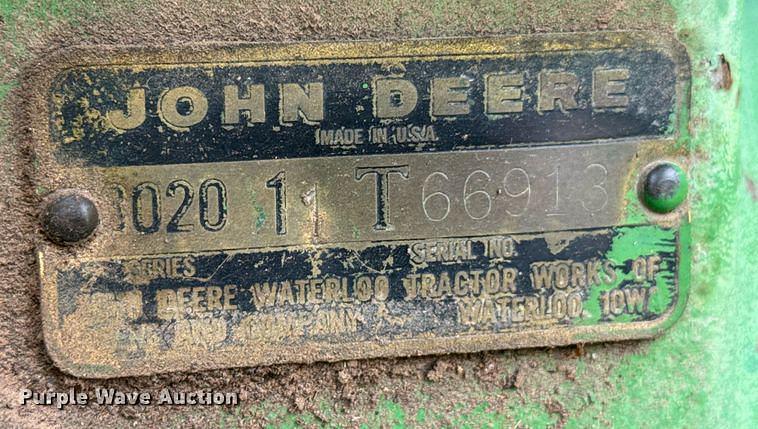 JOHN DEERE
MADE IN U.S.A.
020 11 T 66913
SERIES SERIAL NO.
DEERE WATERLOO TRACTOR WORKS OF
AND COMPANY WATERLOO, IOWA
Purple Wave Auction